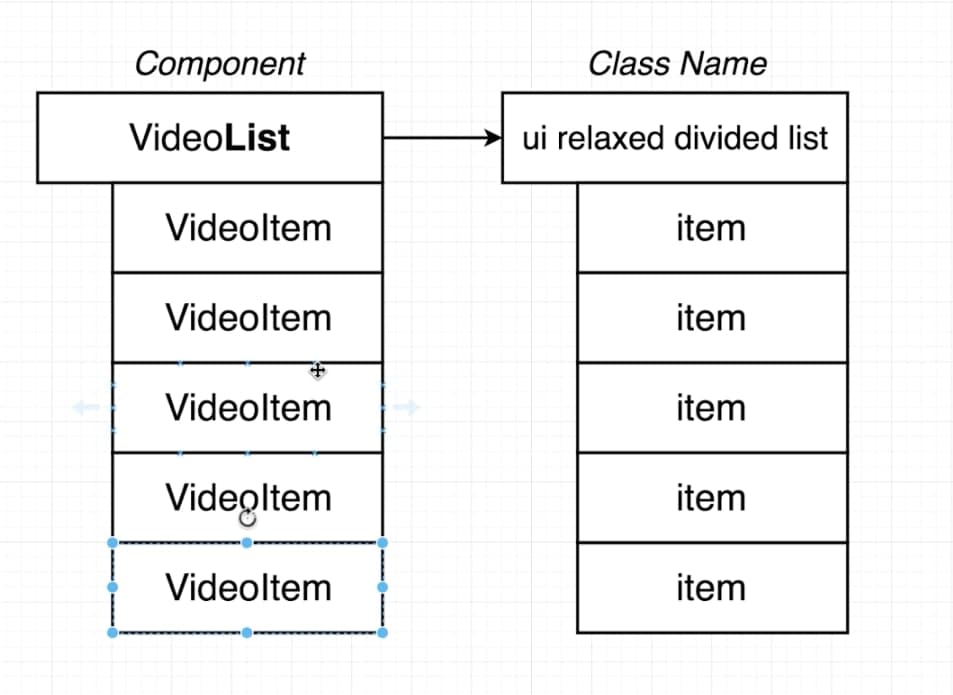 Component
Class Name
VideoList
ui relaxed divided list
VideoItem
item
VideoItem
item
VideoItem
item
VideoItem
item
VideoItem
item